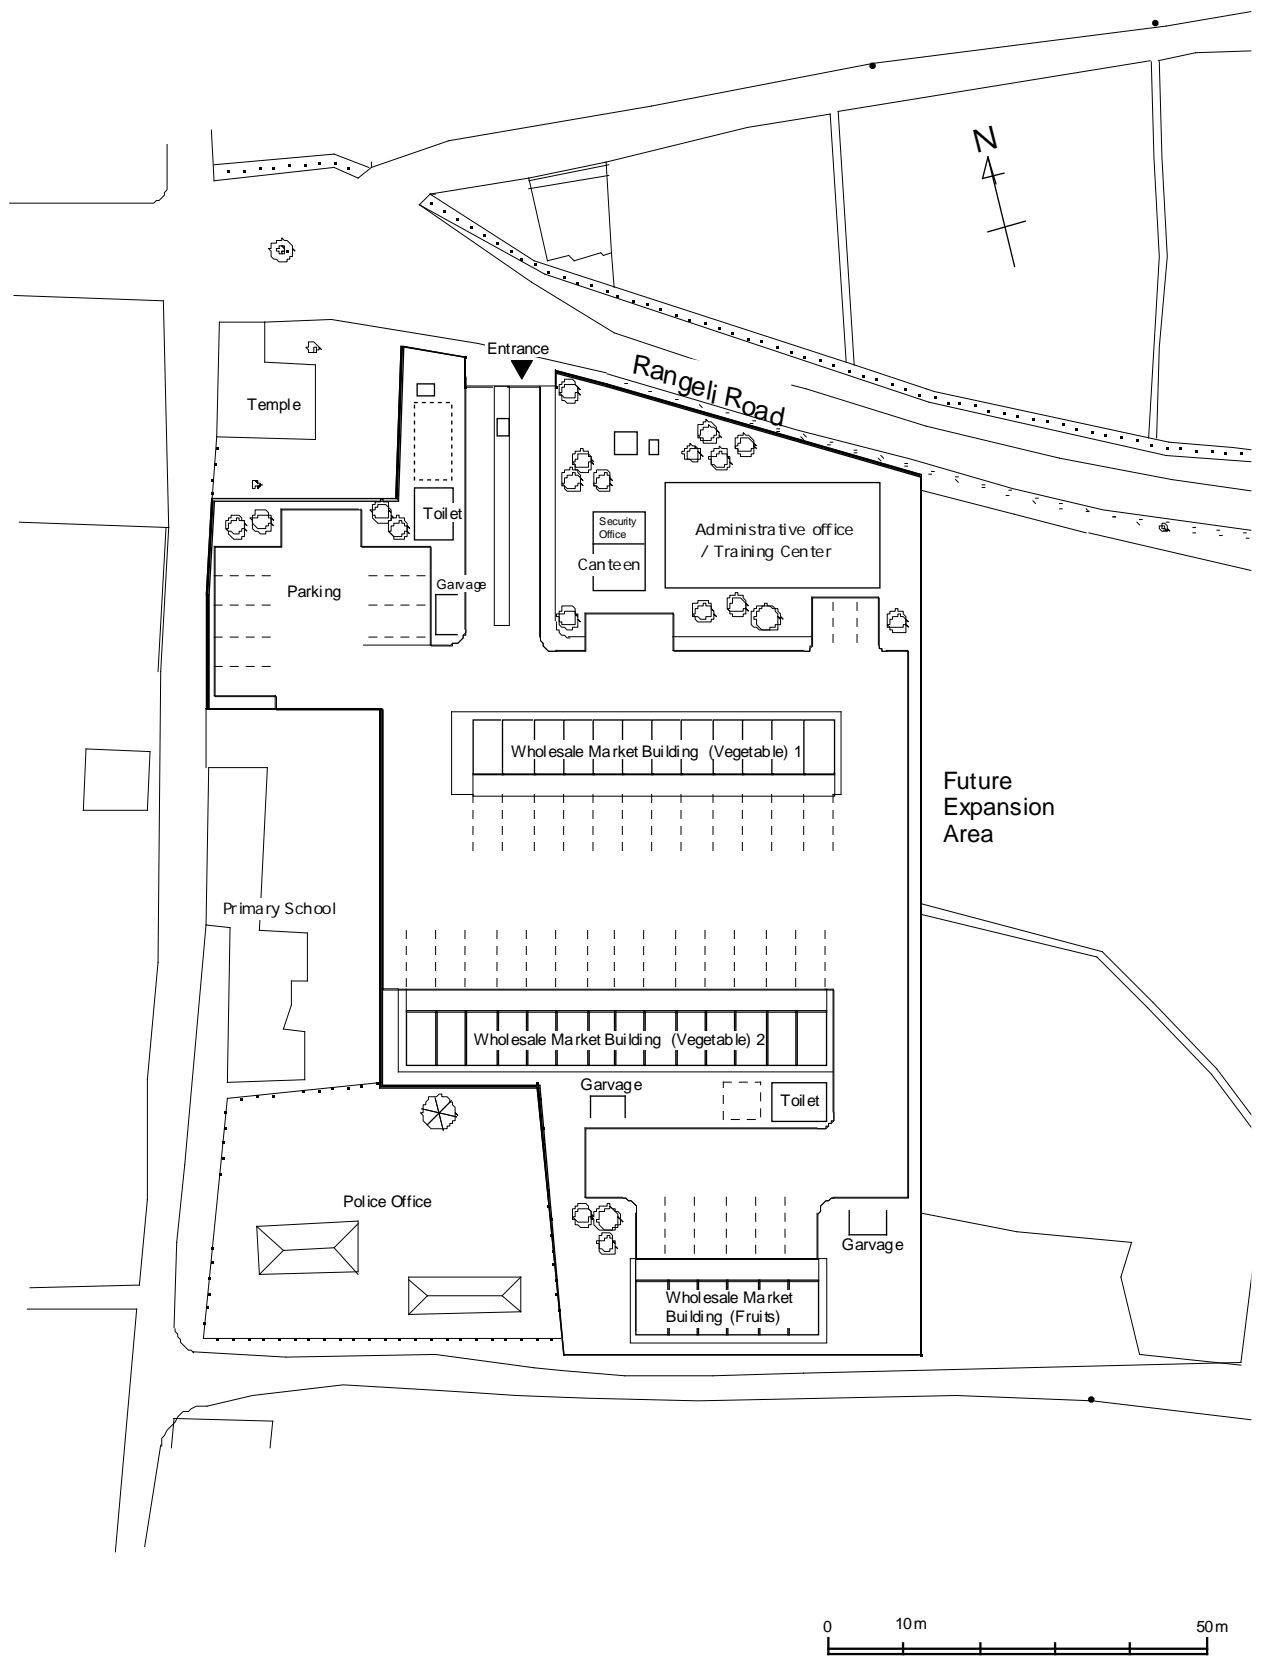 N
Entrance
Rangeli Road
Temple
Toilet
Security
Office
Canteen
Administrative office
/ Training Center
Parking
Garvage
Wholesale Market Building (Vegetable) 1
Future
Expansion
Area
Primary School
Wholesale Market Building (Vegetable) 2
Garvage
Toilet
Police Office
Garvage
Wholesale Market
Building (Fruits)
0 10m 50m